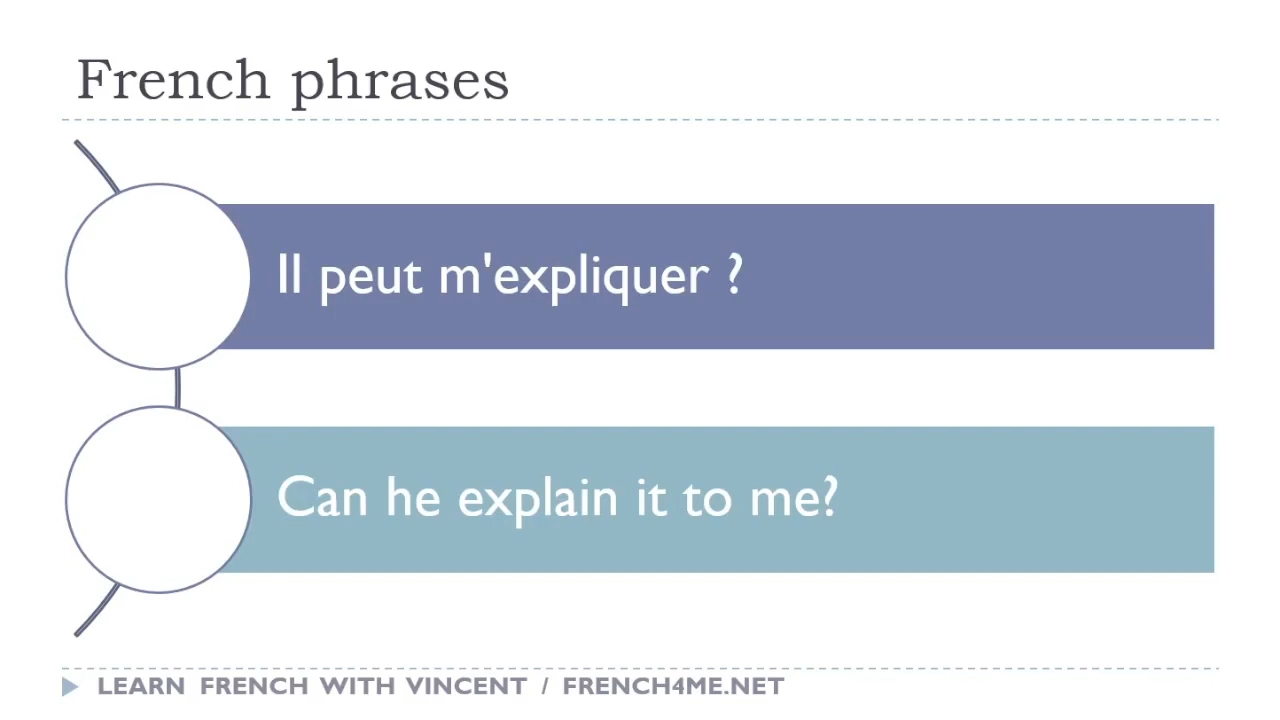 French phrases
Il peut m'expliquer ?
Can he explain it to me?
LEARN FRENCH WITH VINCENT / FRENCH4ME.NET